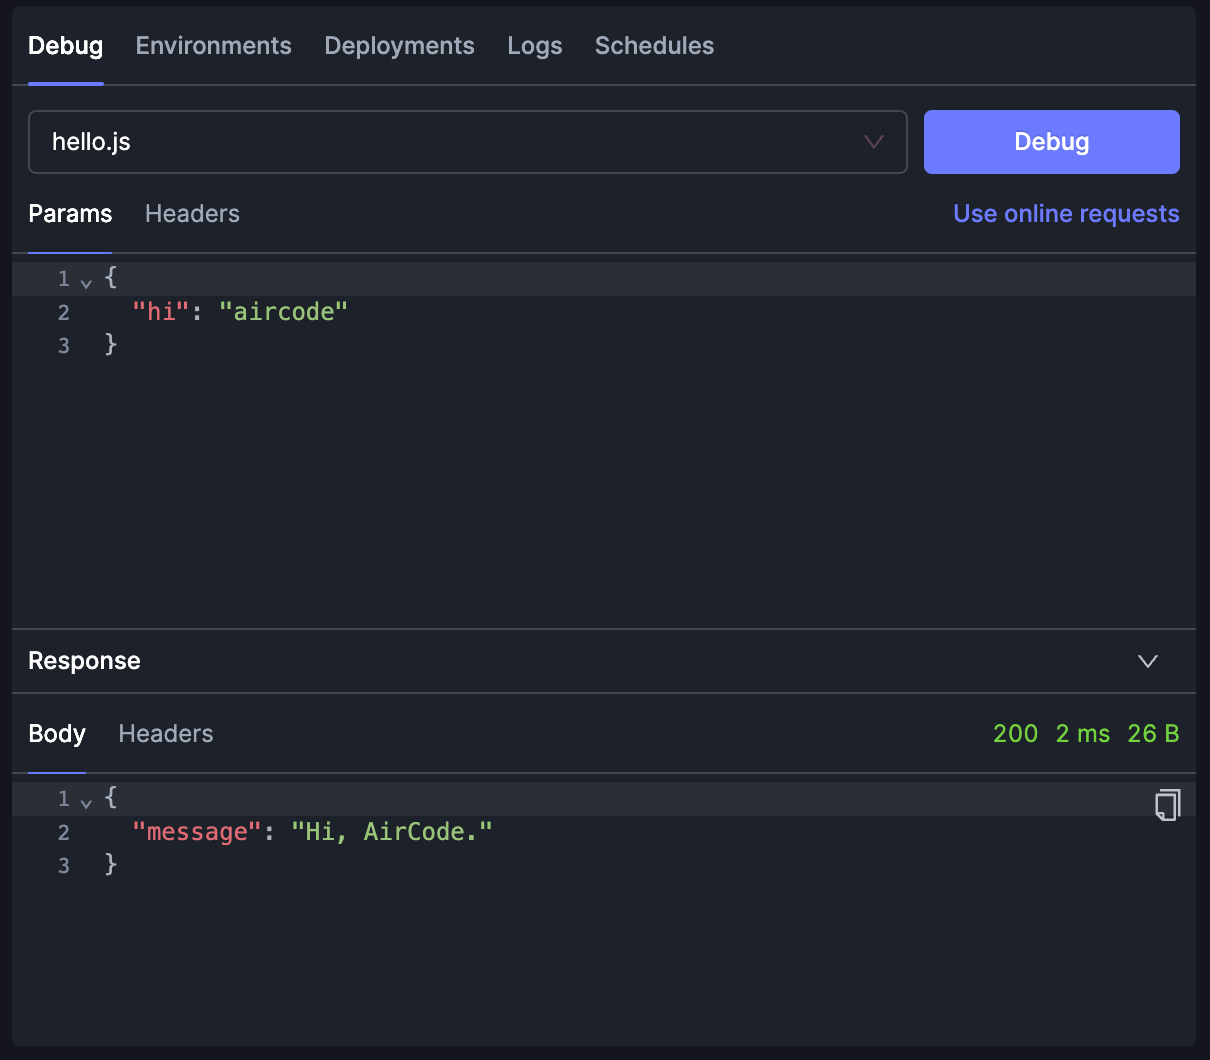 Debug Environments Deployments Logs Schedules
hello.js Debug
Params Headers Use online requests
1 {
2 "hi": "aircode"
3 }
Response
Body Headers 200 2 ms 26 B
1 {
2 "message": "Hi, AirCode."
3 }